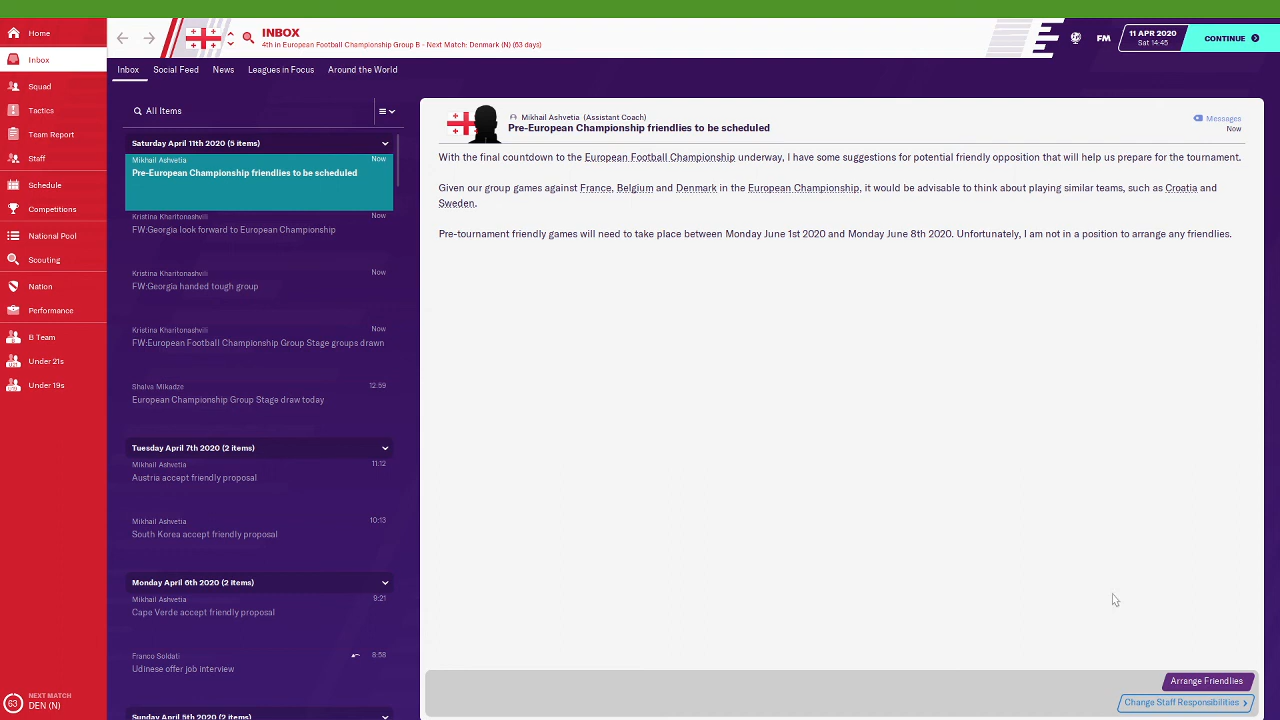 Home
Inbox
Squad
Tactics
Team Report
Staff
Schedule
Competitions
National Pool
Scouting
Nation
Performance
B Team
Under 21s
Under 19s
63
NEXT MATCH
DEN (N)
INBOX
4th in European Football Championship Group B - Next Match: Denmark (N) (63 days)
FM
11 APR 2020
Sat 14:45
CONTINUE
Inbox Social Feed News Leagues in Focus Around the World
All Items
Saturday April 11th 2020 (5 items)
Mikhail Ashvetia Now
Pre-European Championship friendlies to be scheduled
Kristina Kharitonashvili Now
FW:Georgia look forward to European Championship
Kristina Kharitonashvili Now
FW:Georgia handed tough group
Kristina Kharitonashvili Now
FW:European Football Championship Group Stage groups drawn
Shalva Mikadze 12:59
European Championship Group Stage draw today
Tuesday April 7th 2020 (2 items)
Mikhail Ashvetia 11:12
Austria accept friendly proposal
Mikhail Ashvetia 10:13
South Korea accept friendly proposal
Monday April 6th 2020 (2 items)
Mikhail Ashvetia 9:21
Cape Verde accept friendly proposal
Franco Soldati 8:58
Udinese offer job interview
Sunday April 5th 2020 (2 items)
Mikhail Ashvetia (Assistant Coach)
Pre-European Championship friendlies to be scheduled
Messages
Now
With the final countdown to the European Football Championship underway, I have some suggestions for potential friendly opposition that will help us prepare for the tournament.
Given our group games against France, Belgium and Denmark in the European Championship, it would be advisable to think about playing similar teams, such as Croatia and
Sweden.
Pre-tournament friendly games will need to take place between Monday June 1st 2020 and Monday June 8th 2020. Unfortunately, I am not in a position to arrange any friendlies.
Arrange Friendlies
Change Staff Responsibilities